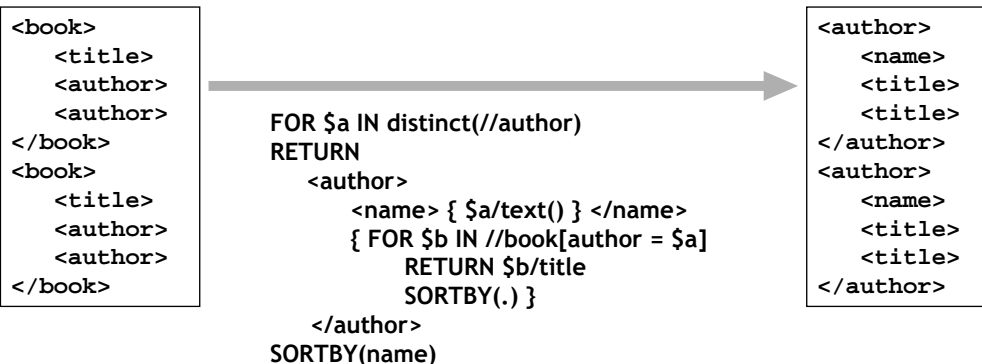 <book>
<title>
<author>
<author>
</book>
<book>
<title>
<author>
<author>
</book>
FOR $a IN distinct(//author)
RETURN
<author>
<name> { $a/text() } </name>
{ FOR $b IN //book[author = $a]
RETURN $b/title
SORTBY(.) }
</author>
SORTBY(name)
<author>
<name>
<title>
<title>
</author>
<author>
<name>
<title>
<title>
</author>